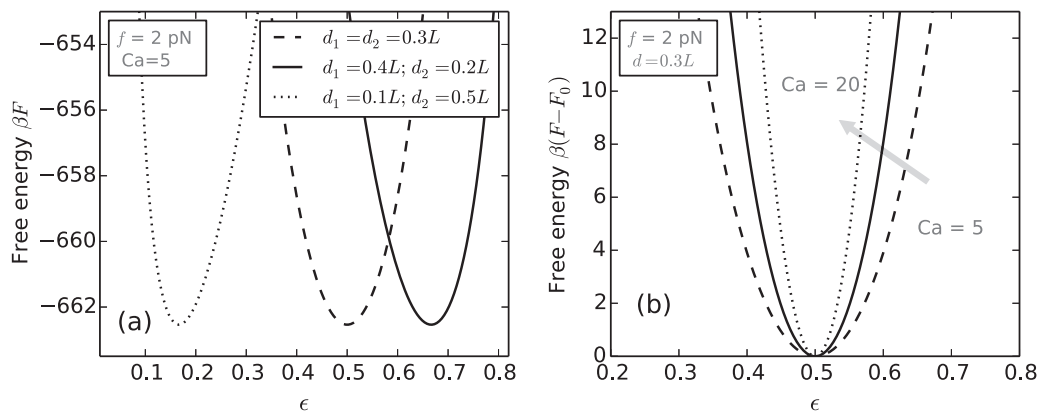 f = 2 pN
Ca=5
d₁ = d₂ = 0.3L
d₁ = 0.4L; d₂ = 0.2L
d₁ = 0.1L; d₂ = 0.5L
(a)
Free energy βF
−654
−656
−658
−660
−662
0.1 0.2 0.3 0.4 0.5 0.6 0.7 0.8
ϵ
f = 2 pN
d = 0.3L
Ca = 20
Ca = 5
(b)
Free energy β(F−F₀)
12
10
8
6
4
2
0
0.2 0.3 0.4 0.5 0.6 0.7 0.8
ϵ